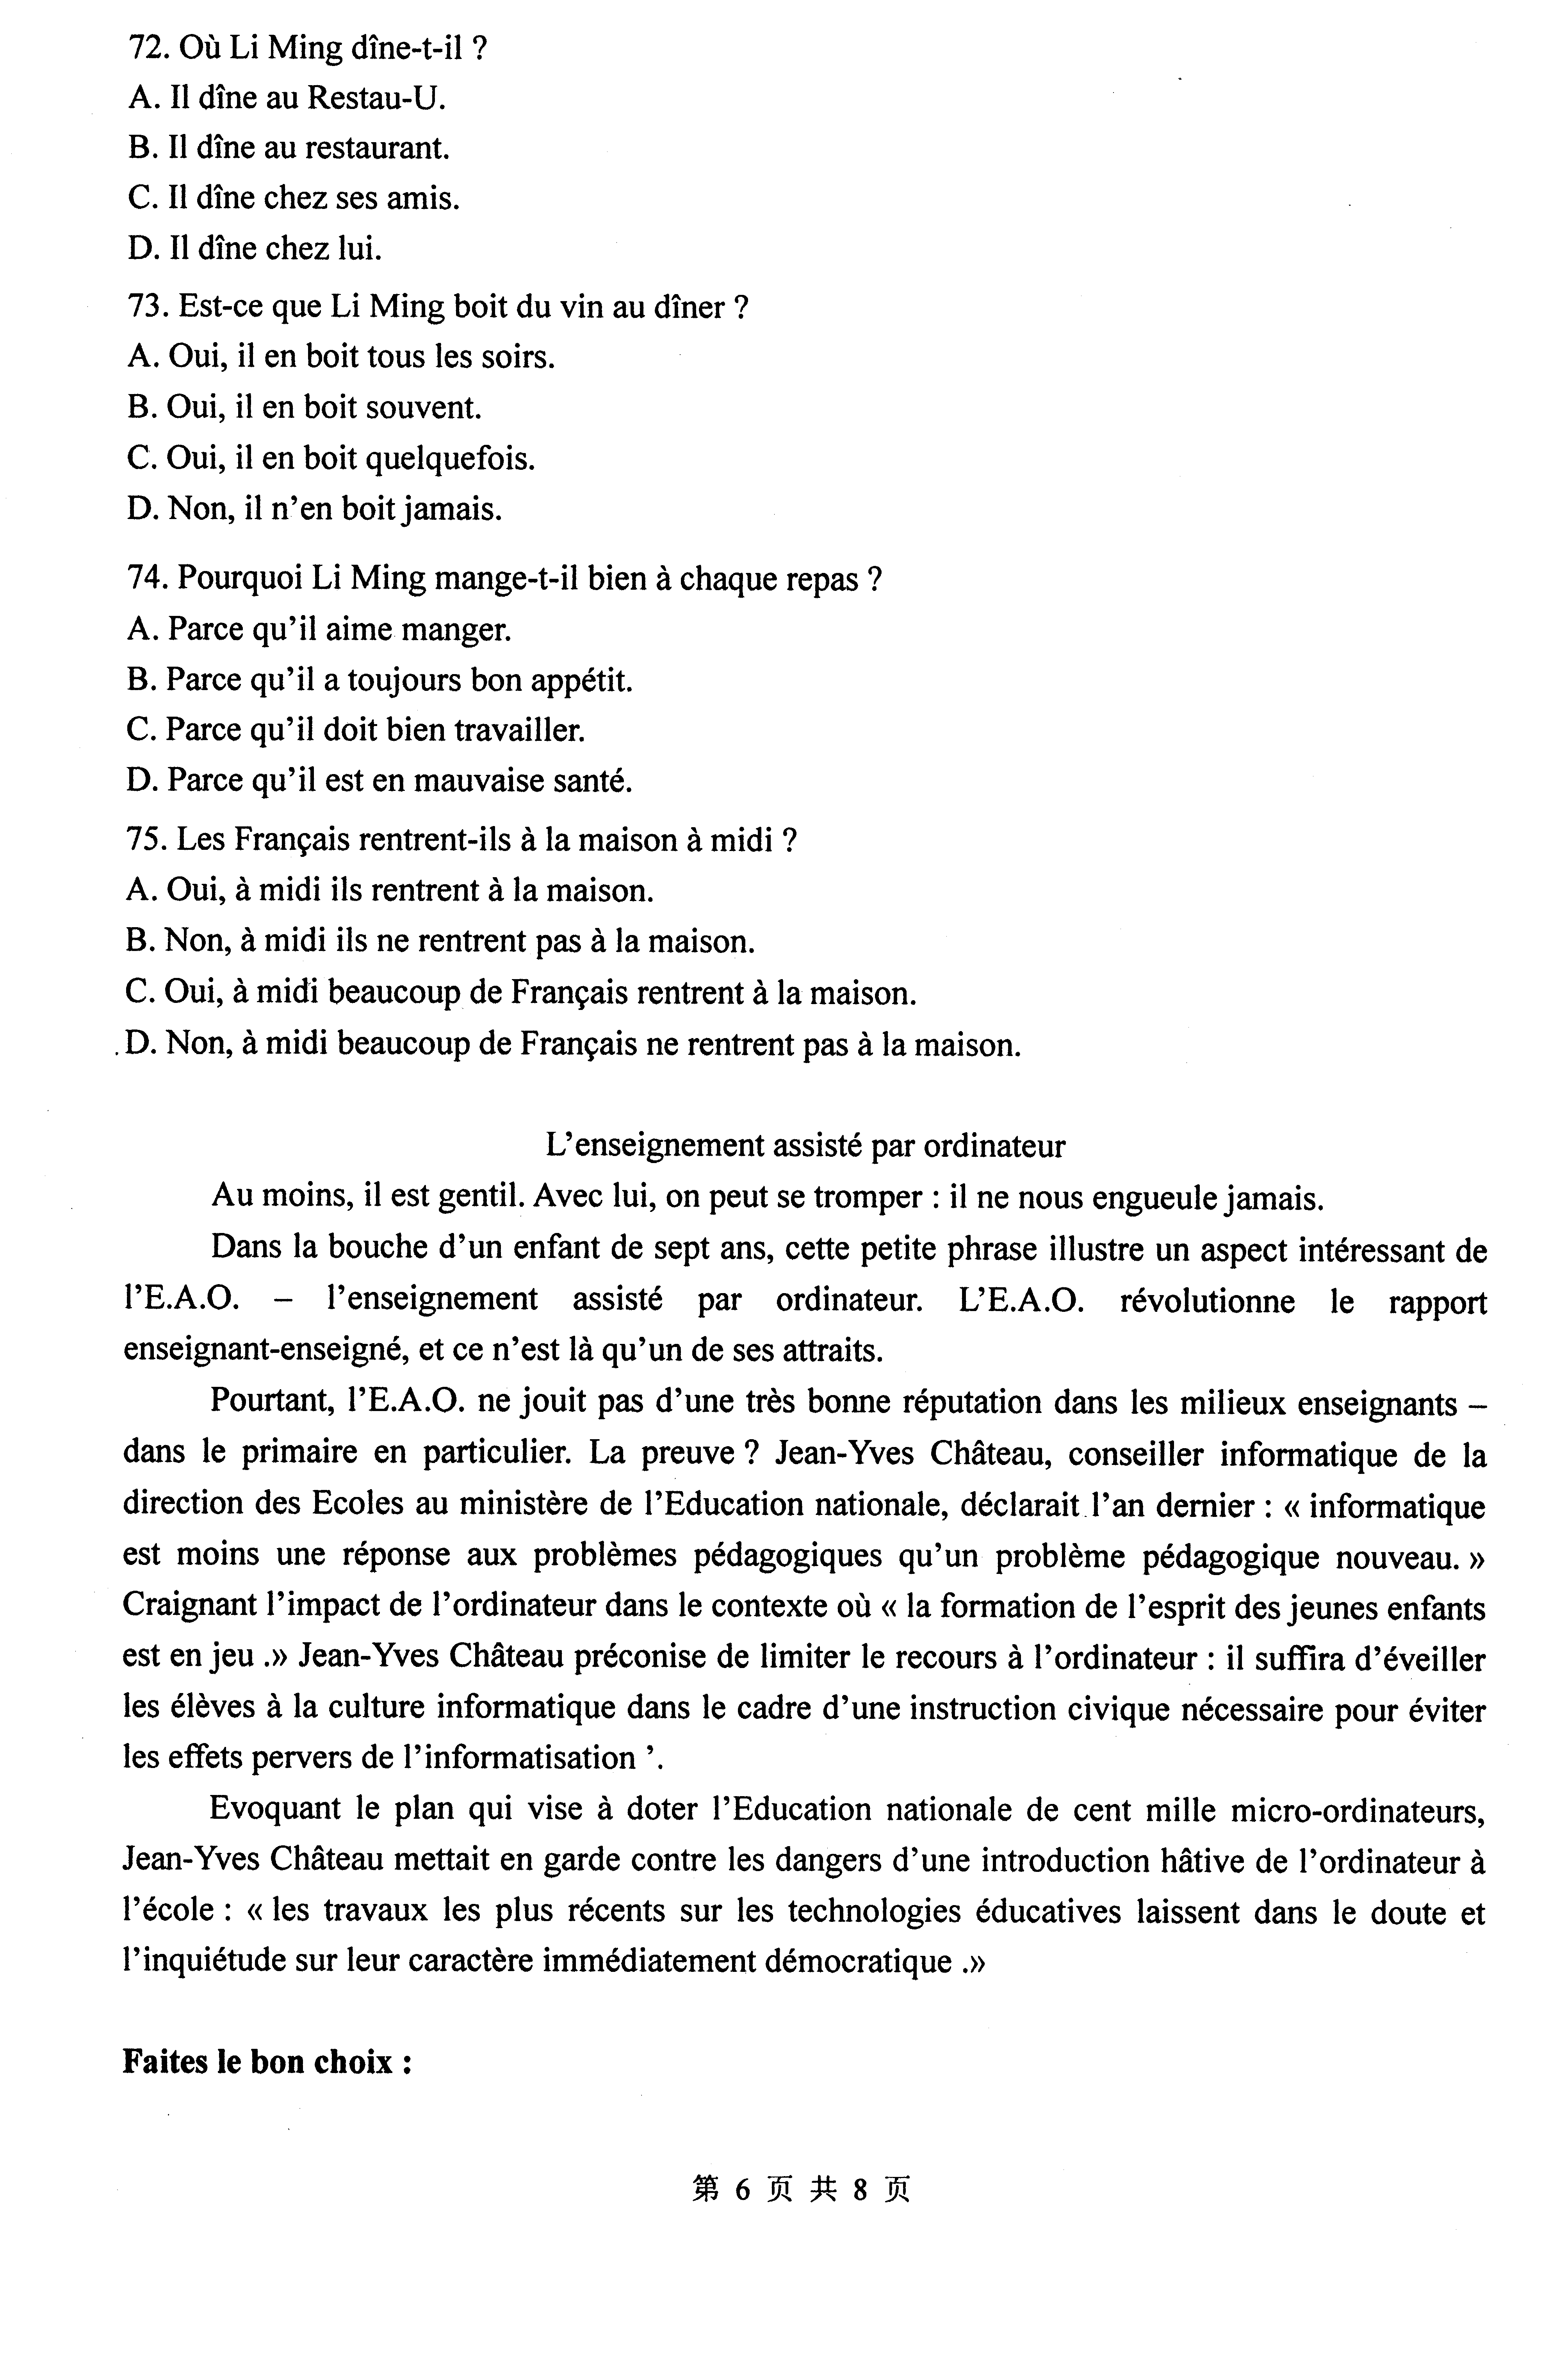 72. Où Li Ming dîne-t-il ?
A. Il dîne au Restau-U.
B. Il dîne au restaurant.
C. Il dîne chez ses amis.
D. Il dîne chez lui.
73. Est-ce que Li Ming boit du vin au dîner ?
A. Oui, il en boit tous les soirs.
B. Oui, il en boit souvent.
C. Oui, il en boit quelquefois.
D. Non, il n’en boit jamais.
74. Pourquoi Li Ming mange-t-il bien à chaque repas ?
A. Parce qu’il aime manger.
B. Parce qu’il a toujours bon appétit.
C. Parce qu’il doit bien travailler.
D. Parce qu’il est en mauvaise santé.
75. Les Français rentrent-ils à la maison à midi ?
A. Oui, à midi ils rentrent à la maison.
B. Non, à midi ils ne rentrent pas à la maison.
C. Oui, à midi beaucoup de Français rentrent à la maison.
D. Non, à midi beaucoup de Français ne rentrent pas à la maison.
L’enseignement assisté par ordinateur
Au moins, il est gentil. Avec lui, on peut se tromper : il ne nous engueule jamais.
Dans la bouche d’un enfant de sept ans, cette petite phrase illustre un aspect intéressant de
l’E.A.O. – l’enseignement assisté par ordinateur. L’E.A.O. révolutionne le rapport
enseignant-enseigné, et ce n’est là qu’un de ses attraits.
Pourtant, l’E.A.O. ne jouit pas d’une très bonne réputation dans les milieux enseignants –
dans le primaire en particulier. La preuve ? Jean-Yves Château, conseiller informatique de la
direction des Ecoles au ministère de l’Education nationale, déclarait l’an dernier : « informatique
est moins une réponse aux problèmes pédagogiques qu’un problème pédagogique nouveau. »
Craignant l’impact de l’ordinateur dans le contexte où « la formation de l’esprit des jeunes enfants
est en jeu .» Jean-Yves Château préconise de limiter le recours à l’ordinateur : il suffira d’éveiller
les élèves à la culture informatique dans le cadre d’une instruction civique nécessaire pour éviter
les effets pervers de l’informatisation ’.
Evoquant le plan qui vise à doter l’Education nationale de cent mille micro-ordinateurs,
Jean-Yves Château mettait en garde contre les dangers d’une introduction hâtive de l’ordinateur à
l’école : « les travaux les plus récents sur les technologies éducatives laissent dans le doute et
l’inquiétude sur leur caractère immédiatement démocratique .»
Faites le bon choix :
第 6 页 共 8 页